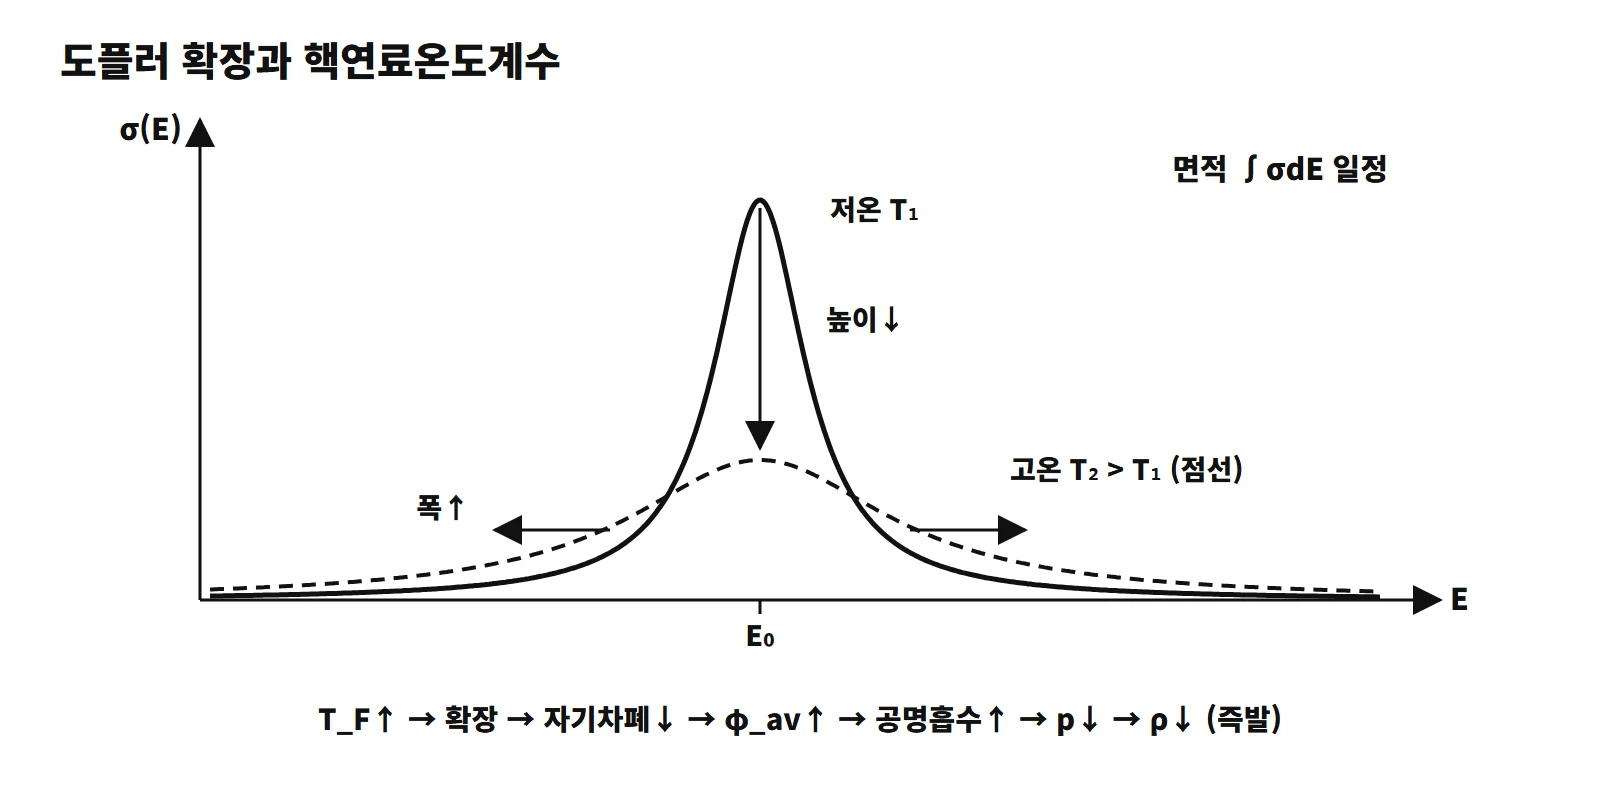 도플러 확장과 핵연료온도계수
σ(E)
면적 ∫σdE 일정
저온 T₁
높이↓
고온 T₂ > T₁ (점선)
폭↑
E
E₀
T_F↑ → 확장 → 자기차폐↓ → ϕ_av↑ → 공명흡수↑ → p↓ → ρ↓ (즉발)